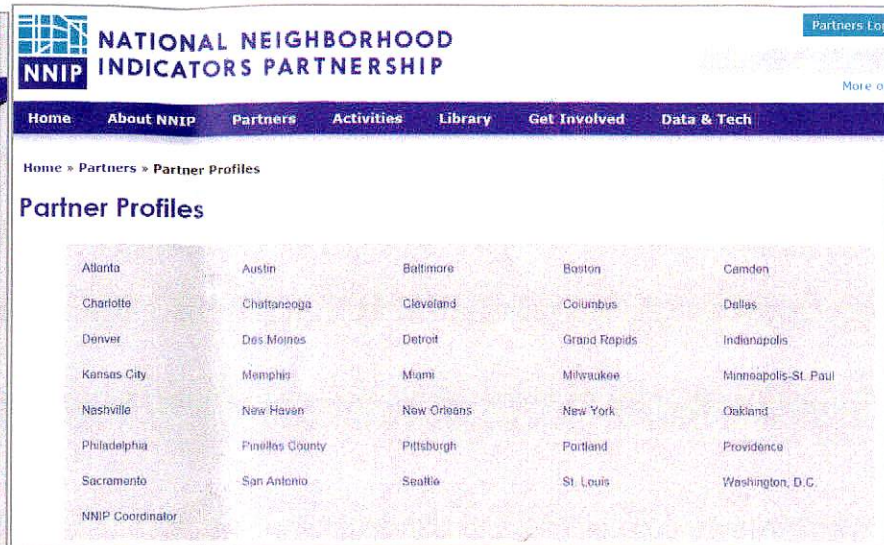 NNIP
NATIONAL NEIGHBORHOOD
INDICATORS PARTNERSHIP
Partners
More
Home About NNIP Partners Activities Library Get Involved Data & Tech
Home » Partners » Partner Profiles
Partner Profiles
Atlanta Austin Baltimore Boston Camden
Charlotte Chattanooga Cleveland Columbus Dallas
Denver Des Moines Detroit Grand Rapids Indianapolis
Kansas City Memphis Miami Milwaukee Minneapolis-St. Paul
Nashville New Haven New Orleans New York Oakland
Philadelphia Pinellas County Pittsburgh Portland Providence
Sacramento San Antonio Seattle St. Louis Washington, D.C.
NNIP Coordinator